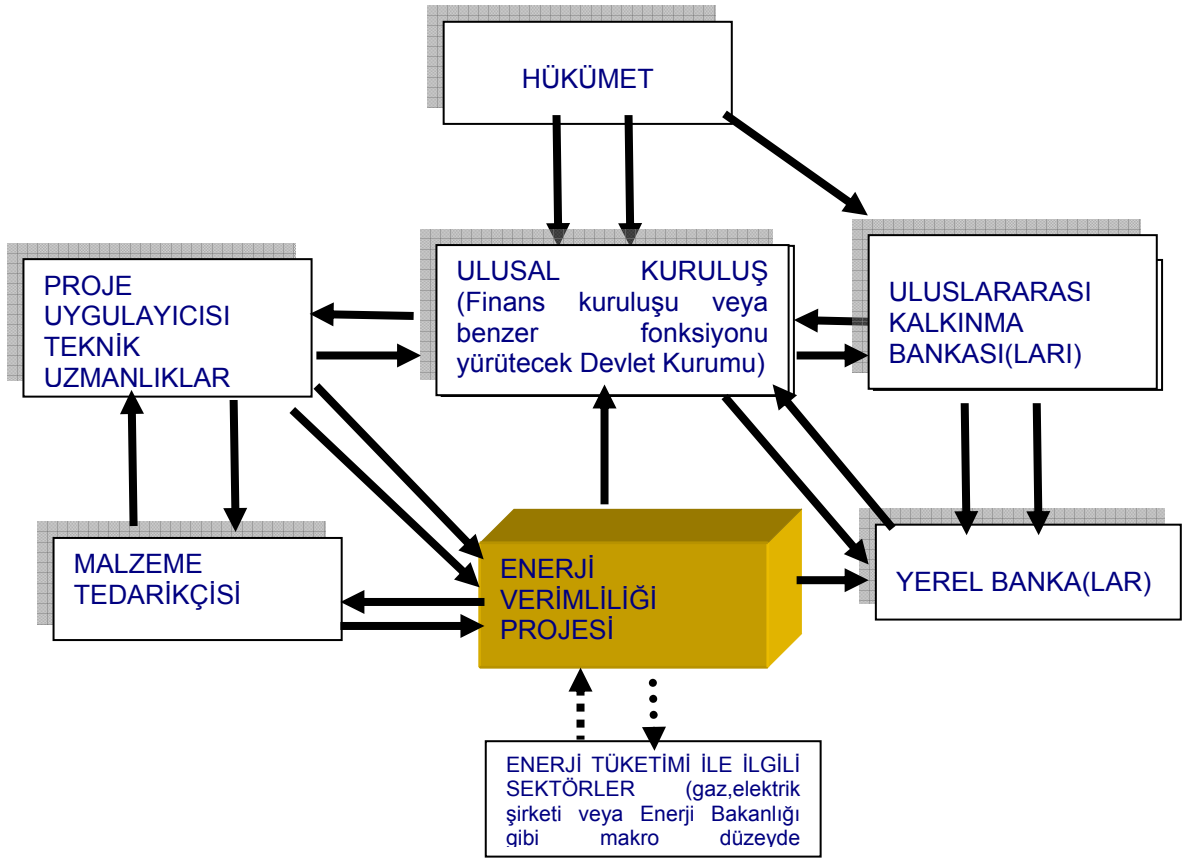 HÜKÜMET
PROJE
UYGULAYICISI
TEKNİK
UZMANLIKLAR
ULUSAL KURULUŞ
(Finans kuruluşu veya
benzer fonksiyonu
yürütecek Devlet Kurumu)
ULUSLARARASI
KALKINMA
BANKASI(LARI)
MALZEME
TEDARİKÇİSİ
ENERJİ
VERİMLİLİĞİ
PROJESİ
YEREL BANKA(LAR)
ENERJİ TÜKETİMİ İLE İLGİLİ
SEKTÖRLER (gaz,elektrik
şirketi veya Enerji Bakanlığı
gibi makro düzeyde